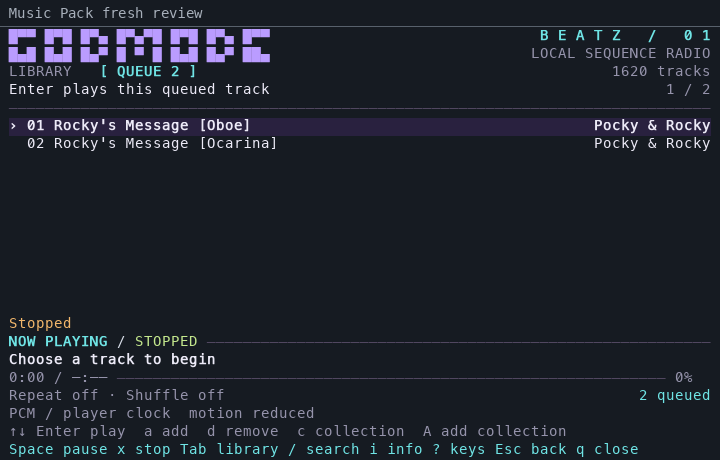 Music Pack fresh review
B E A T Z / 0 1
LOCAL SEQUENCE RADIO
LIBRARY [ QUEUE 2 ] 1620 tracks
Enter plays this queued track 1 / 2
› 01 Rocky's Message [Oboe] Pocky & Rocky
02 Rocky's Message [Ocarina] Pocky & Rocky
Stopped
NOW PLAYING / STOPPED
Choose a track to begin
0:00 / —:—— 0%
Repeat off · Shuffle off 2 queued
PCM / player clock motion reduced
↑↓ Enter play a add d remove c collection A add collection
Space pause x stop Tab library / search i info ? keys Esc back q close